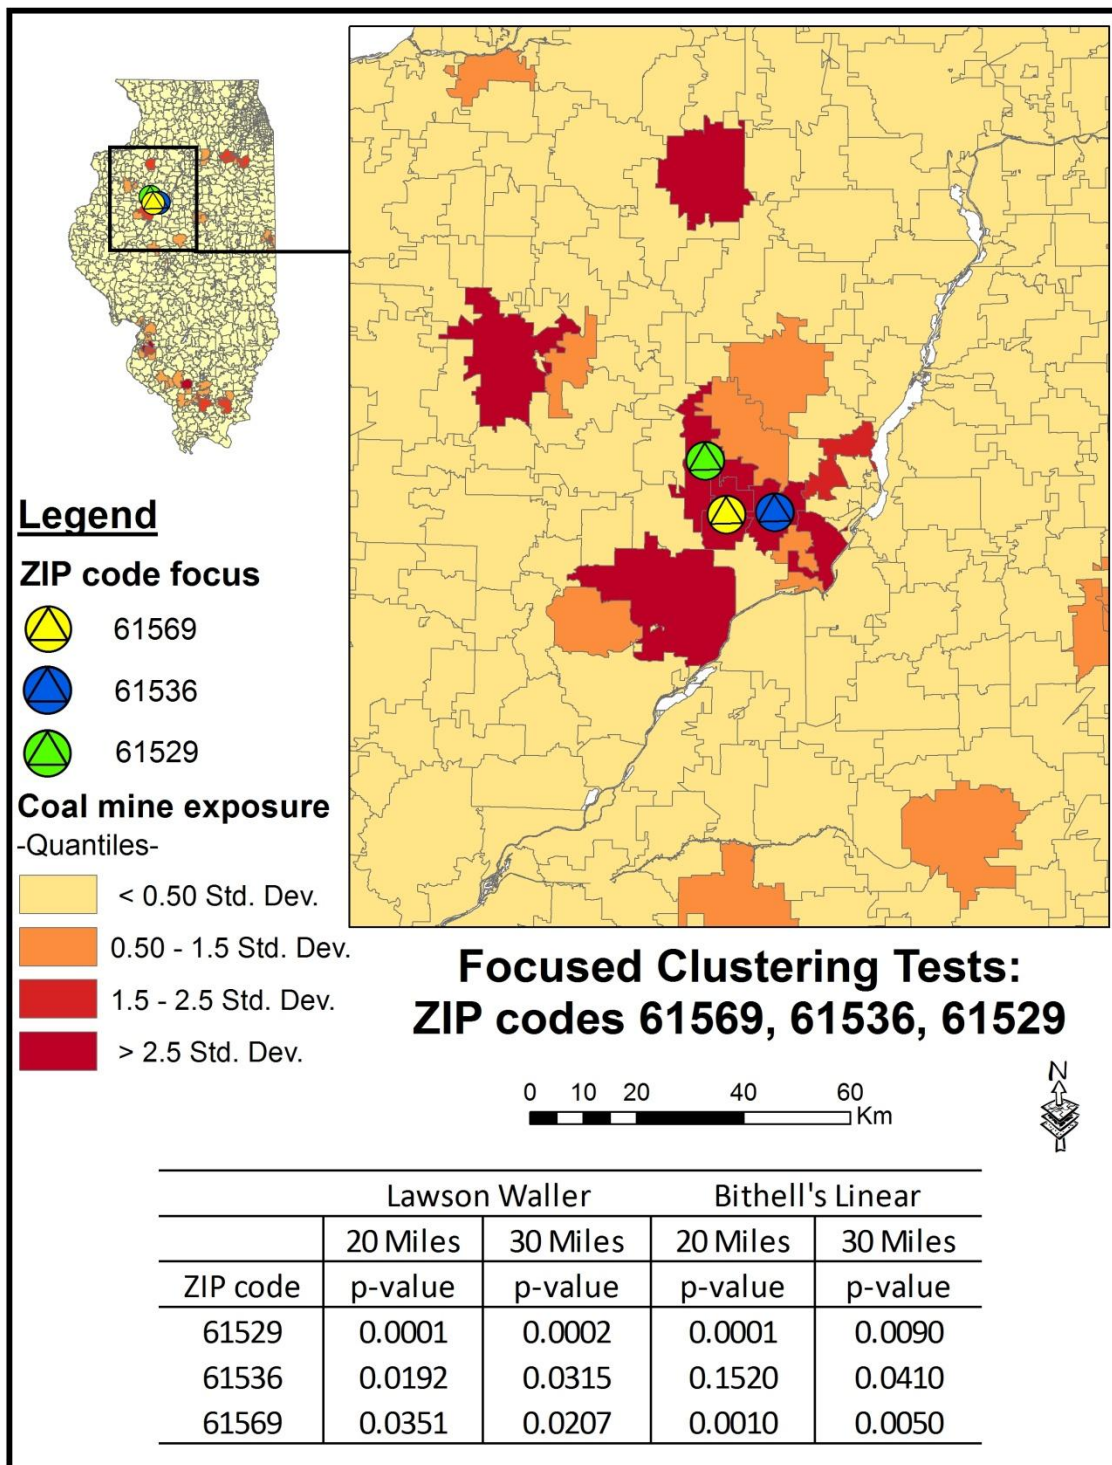 Legend
ZIP code focus
61569
61536
61529
Coal mine exposure
-Quantiles-
< 0.50 Std. Dev.
0.50 - 1.5 Std. Dev.
1.5 - 2.5 Std. Dev.
> 2.5 Std. Dev.
Focused Clustering Tests:
ZIP codes 61569, 61536, 61529
0 10 20 40 60
Km
N
Lawson Waller Bithell's Linear
20 Miles 30 Miles 20 Miles 30 Miles
ZIP code p-value p-value p-value p-value
61529 0.0001 0.0002 0.0001 0.0090
61536 0.0192 0.0315 0.1520 0.0410
61569 0.0351 0.0207 0.0010 0.0050